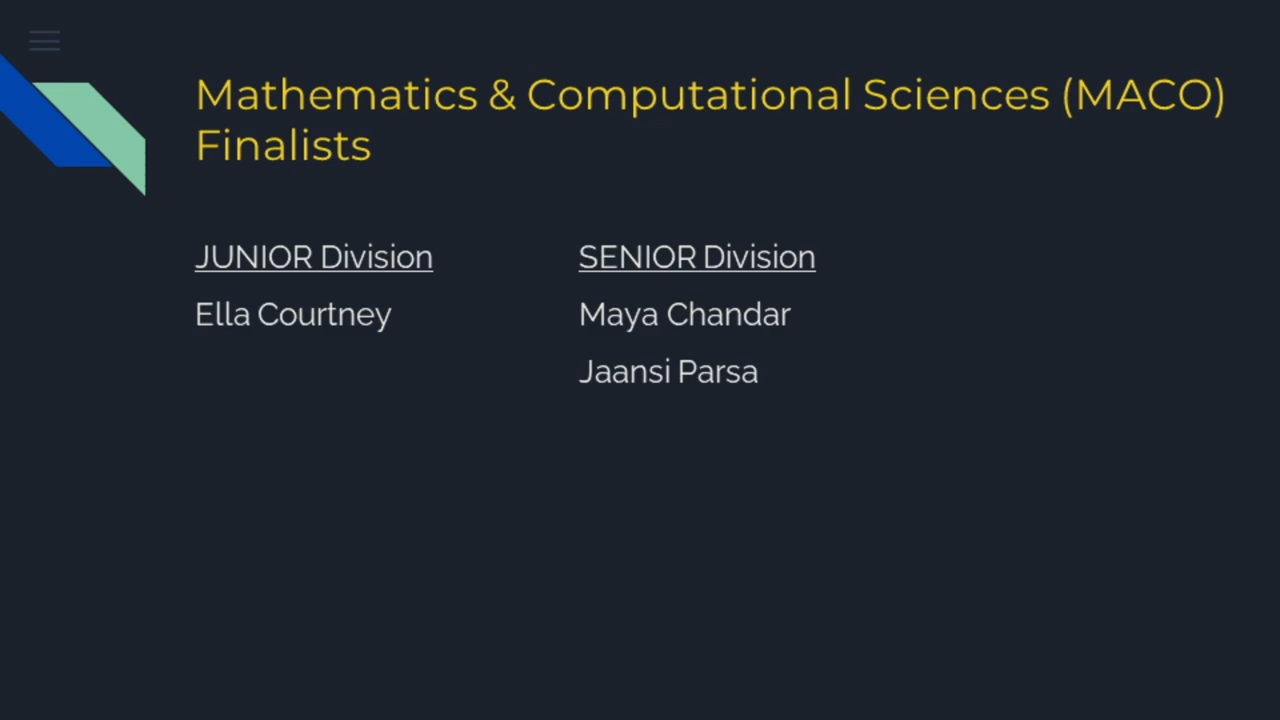 Mathematics & Computational Sciences (MACO)
Finalists
JUNIOR Division
Ella Courtney
SENIOR Division
Maya Chandar
Jaansi Parsa